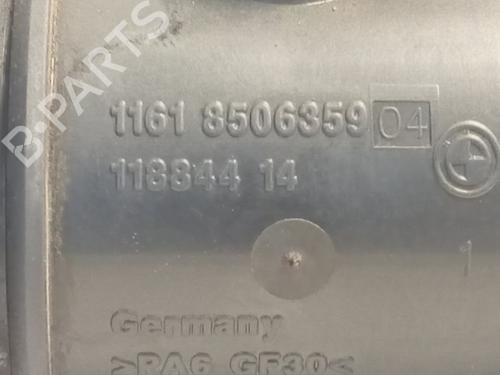 B-PARTS
1161 8506359 04
118844 14
1
Germany
>PA6 GF30<